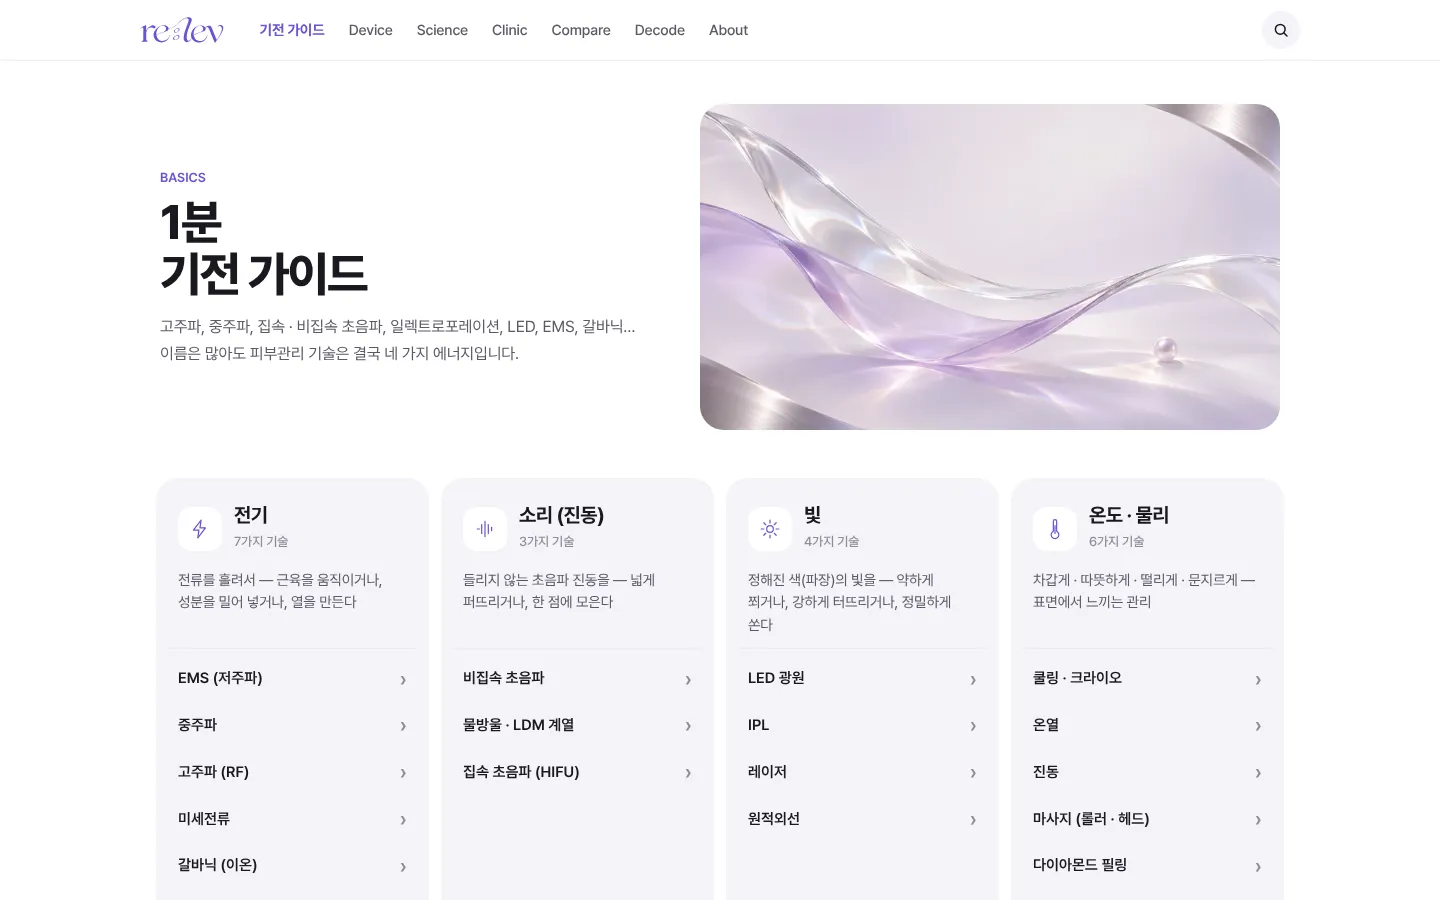 relev
기전 가이드
Device
Science
Clinic
Compare
Decode
About
BASICS
1분
기전 가이드
고주파, 중주파, 집속 · 비집속 초음파, 일렉트로포레이션, LED, EMS, 갈바닉...
이름은 많아도 피부관리 기술은 결국 네 가지 에너지입니다.
전기
7가지 기술
전류를 흘려서 — 근육을 움직이거나,
성분을 밀어 넣거나, 열을 만든다
EMS (저주파)
중주파
고주파 (RF)
미세전류
갈바닉 (이온)
소리 (진동)
3가지 기술
들리지 않는 초음파 진동을 — 넓게
퍼뜨리거나, 한 점에 모은다
비집속 초음파
물방울 · LDM 계열
집속 초음파 (HIFU)
빛
4가지 기술
정해진 색(파장)의 빛을 — 약하게
쬐거나, 강하게 터뜨리거나, 정밀하게
쏜다
LED 광원
IPL
레이저
원적외선
온도 · 물리
6가지 기술
차갑게 · 따뜻하게 · 떨리게 · 문지르게 —
표면에서 느끼는 관리
쿨링 · 크라이오
온열
진동
마사지 (롤러 · 헤드)
다이아몬드 필링